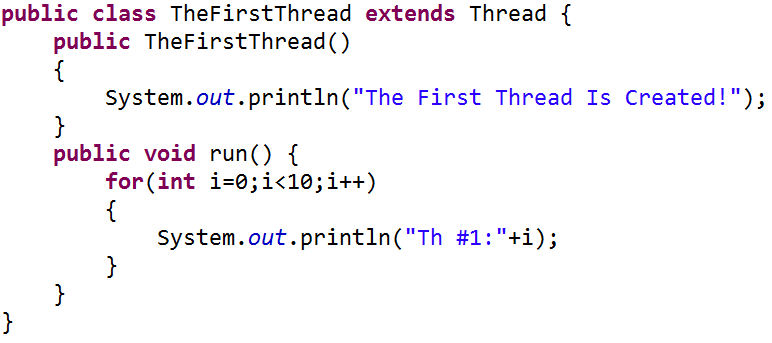 public class TheFirstThread extends Thread {
    public TheFirstThread()
    {
        System.out.println("The First Thread Is Created!");
    }
    public void run() {
        for(int i=0;i<10;i++)
        {
            System.out.println("Th #1:"+i);
        }
    }
}